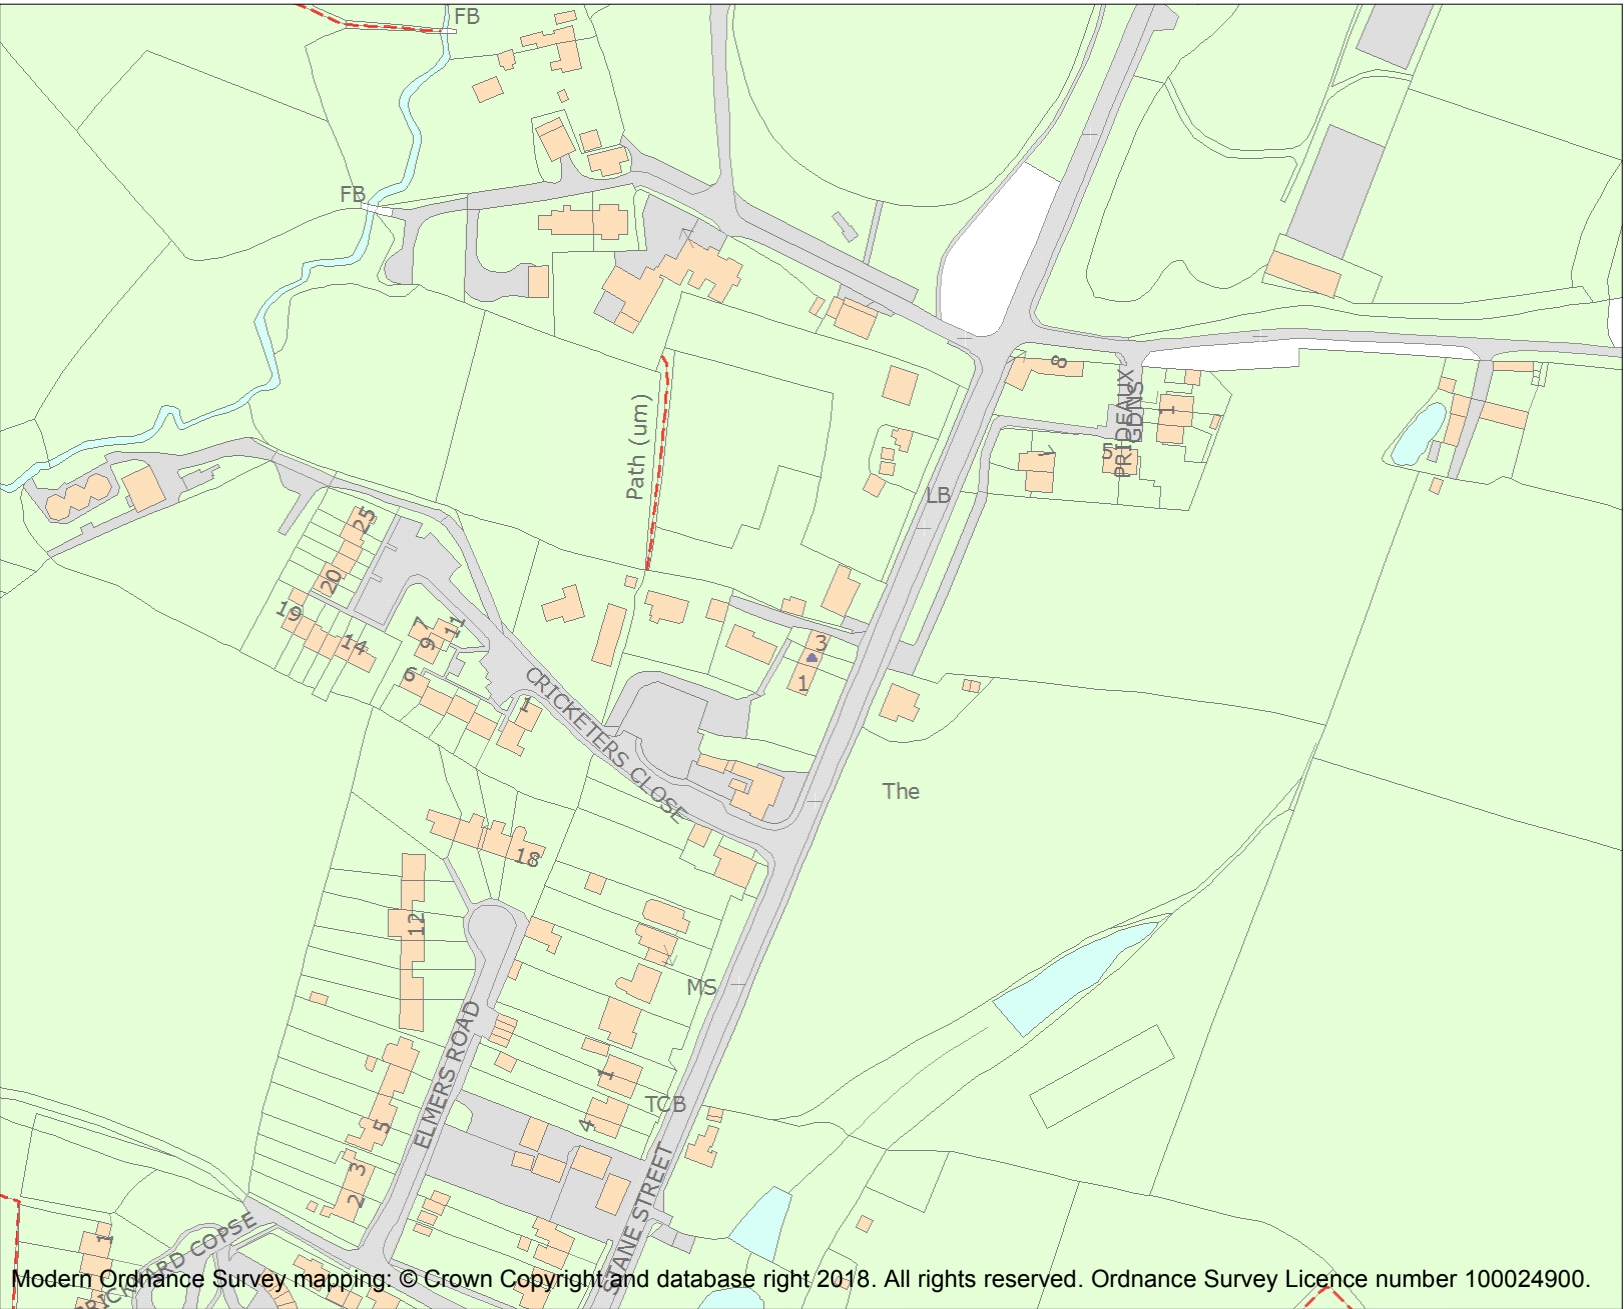 FB
FB
8
PRIDEAUX
GDNS
1
5
1
Path (um)
LB
25
20
19
14
7
9
11
6
1
3
1
CRICKETERS CLOSE
The
18
12
MS
ELMERS ROAD
1
TCB
4
5
3
2
STANE STREET
1
PRICKWARD COPSE
Modern Ordnance Survey mapping: © Crown Copyright and database right 2018. All rights reserved. Ordnance Survey Licence number 100024900.